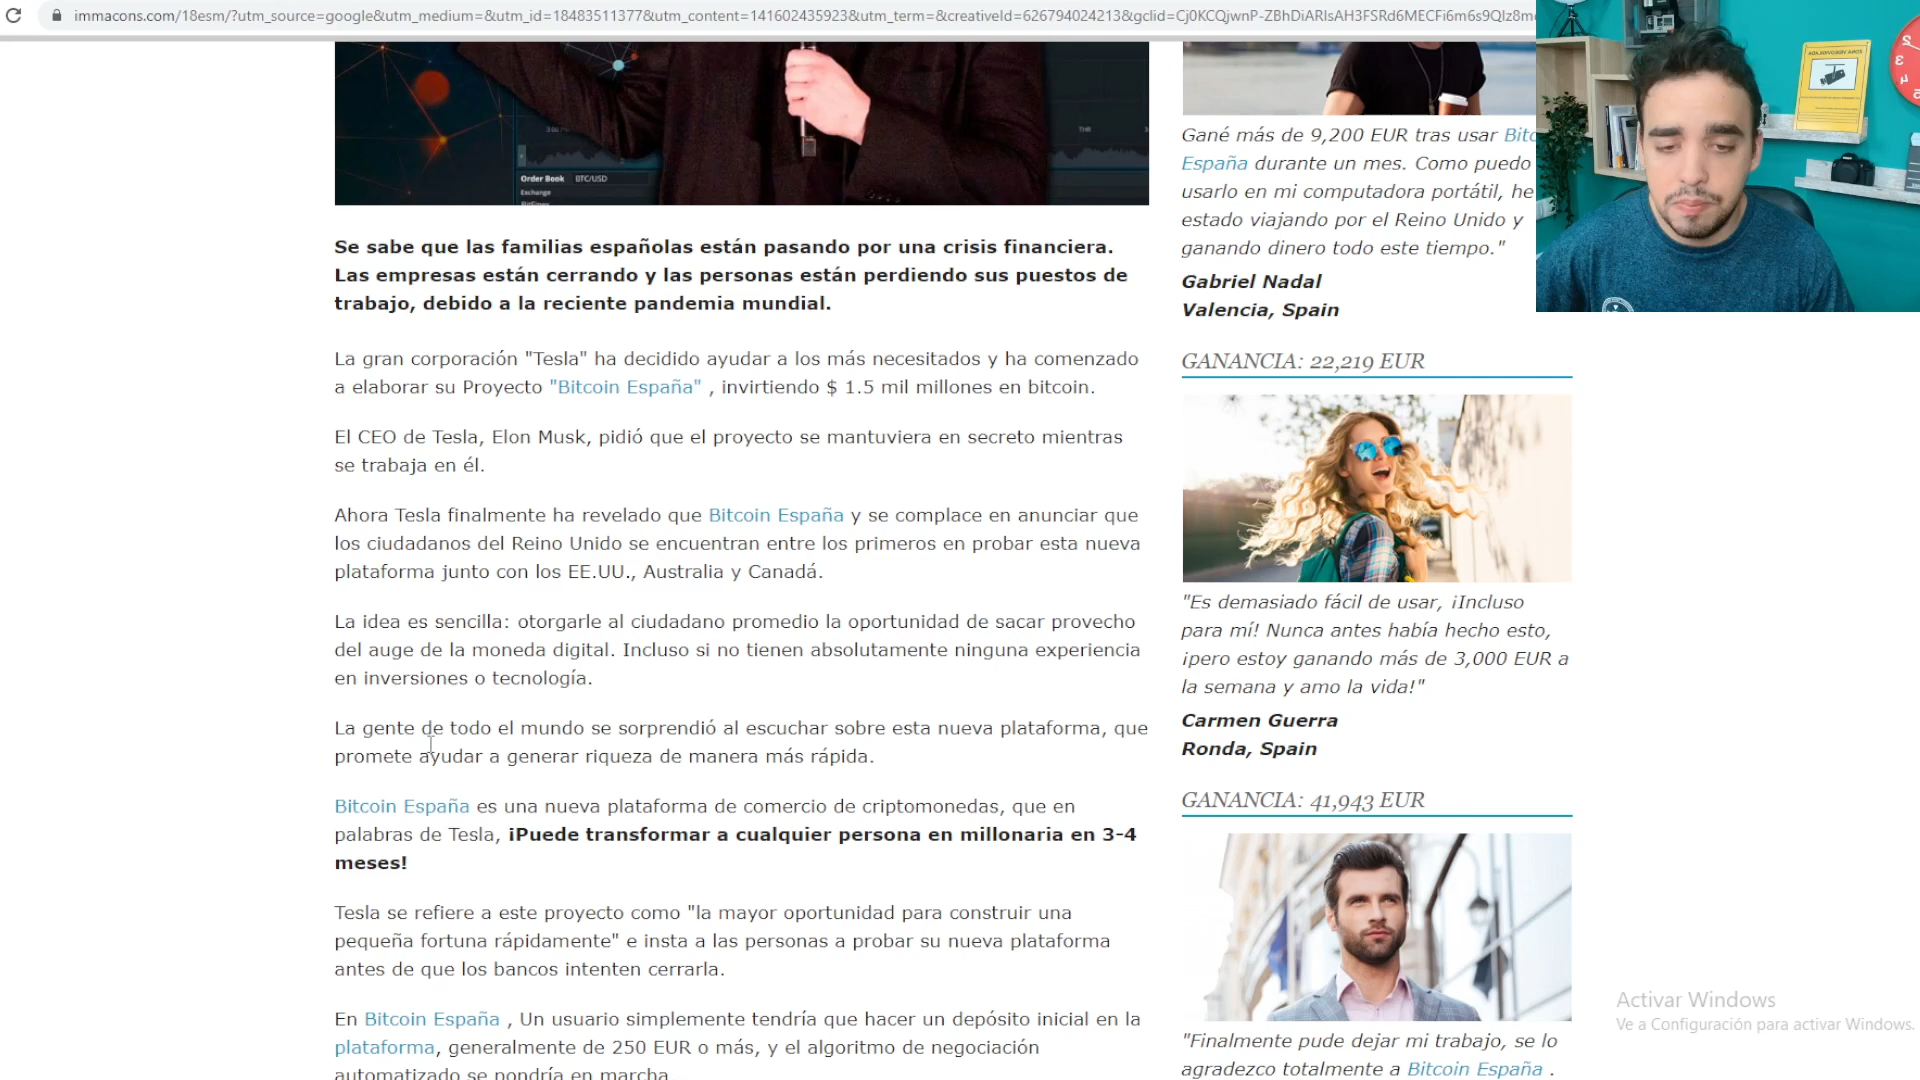 immacons.com/18esm/?utm_source=google&utm_medium=&utm_id=18483511377&utm_content=141602435923&utm_term=&creativeId=626794024213&gclid=Cj0KCQjwnP-ZBhDiARIsAH3FSRd6MECFi6m6s9Qlz8m
Order Book BTC/USD
Exchange
Se sabe que las familias españolas están pasando por una crisis financiera.
Las empresas están cerrando y las personas están perdiendo sus puestos de
trabajo, debido a la reciente pandemia mundial.
La gran corporación "Tesla" ha decidido ayudar a los más necesitados y ha comenzado
a elaborar su Proyecto "Bitcoin España" , invirtiendo $ 1.5 mil millones en bitcoin.
El CEO de Tesla, Elon Musk, pidió que el proyecto se mantuviera en secreto mientras
se trabaja en él.
Ahora Tesla finalmente ha revelado que Bitcoin España y se complace en anunciar que
los ciudadanos del Reino Unido se encuentran entre los primeros en probar esta nueva
plataforma junto con los EE.UU., Australia y Canadá.
La idea es sencilla: otorgarle al ciudadano promedio la oportunidad de sacar provecho
del auge de la moneda digital. Incluso si no tienen absolutamente ninguna experiencia
en inversiones o tecnología.
La gente de todo el mundo se sorprendió al escuchar sobre esta nueva plataforma, que
promete ayudar a generar riqueza de manera más rápida.
Bitcoin España es una nueva plataforma de comercio de criptomonedas, que en
palabras de Tesla, ¡Puede transformar a cualquier persona en millonaria en 3-4
meses!
Tesla se refiere a este proyecto como "la mayor oportunidad para construir una
pequeña fortuna rápidamente" e insta a las personas a probar su nueva plataforma
antes de que los bancos intenten cerrarla.
En Bitcoin España , Un usuario simplemente tendría que hacer un depósito inicial en la
plataforma, generalmente de 250 EUR o más, y el algoritmo de negociación
automatizado se pondría en marcha
Gané más de 9,200 EUR tras usar Bitc
España durante un mes. Como puedo
usarlo en mi computadora portátil, he
estado viajando por el Reino Unido y
ganando dinero todo este tiempo."
Gabriel Nadal
Valencia, Spain
GANANCIA: 22,219 EUR
"Es demasiado fácil de usar, ¡Incluso
para mí! Nunca antes había hecho esto,
¡pero estoy ganando más de 3,000 EUR a
la semana y amo la vida!"
Carmen Guerra
Ronda, Spain
GANANCIA: 41,943 EUR
"Finalmente pude dejar mi trabajo, se lo
agradezco totalmente a Bitcoin España .
Activar Windows
Ve a Configuración para activar Windows.